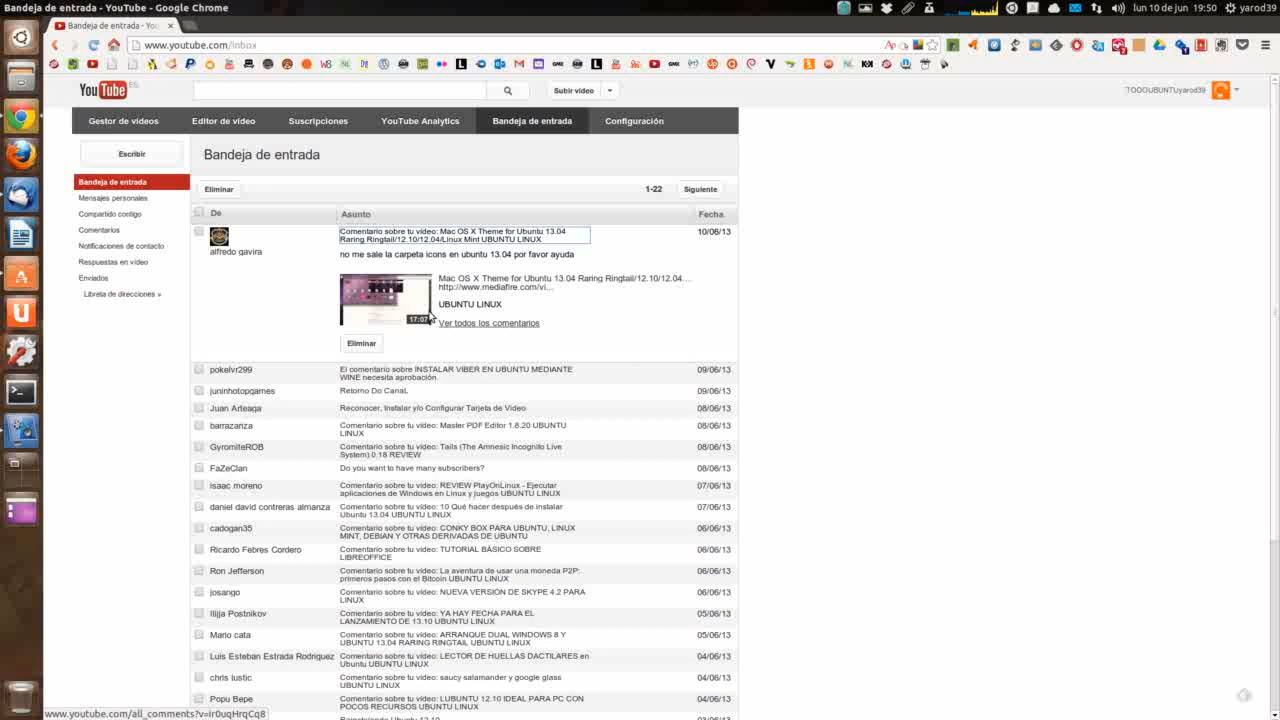 Bandeja de entrada - YouTube - Google Chrome
lun 10 de jun 19:50
yarod39
Bandeja de entrada - You
www.youtube.com/inbox
YouTube ES
Subir vídeo
TODOUBUNTUyarod39
Gestor de vídeos
Editor de vídeo
Suscripciones
YouTube Analytics
Bandeja de entrada
Configuración
Escribir
Bandeja de entrada
Mensajes personales
Compartido contigo
Comentarios
Notificaciones de contacto
Respuestas en vídeo
Enviados
Libreta de direcciones »
Bandeja de entrada
Eliminar
1-22
Siguiente
De
Asunto
Fecha.
alfredo gavira
Comentario sobre tu vídeo: Mac OS X Theme for Ubuntu 13.04
Raring Ringtail/12.10/12.04/Linux Mint UBUNTU LINUX
10/06/13
no me sale la carpeta icons en ubuntu 13.04 por favor ayuda
17:07
Mac OS X Theme for Ubuntu 13.04 Raring Ringtail/12.10/12.04...
http://www.mediafire.com/vi...
UBUNTU LINUX
Ver todos los comentarios
Eliminar
pokelvr299
El comentario sobre INSTALAR VIBER EN UBUNTU MEDIANTE
WINE necesita aprobación.
09/06/13
juninhotopgames
Retorno Do CanaL
09/06/13
Juan Arteaga
Reconocer, Instalar y/o Configurar Tarjeta de Video
08/06/13
barrazanza
Comentario sobre tu vídeo: Master PDF Editor 1.8.20 UBUNTU
LINUX
08/06/13
GyromiteROB
Comentario sobre tu vídeo: Tails (The Amnesic Incognito Live
System) 0.18 REVIEW
08/06/13
FaZeClan
Do you want to have many subscribers?
08/06/13
isaac moreno
Comentario sobre tu vídeo: REVIEW PlayOnLinux - Ejecutar
aplicaciones de Windows en Linux y juegos UBUNTU LINUX
07/06/13
daniel david contreras almanza
Comentario sobre tu vídeo: 10 Qué hacer después de instalar
Ubuntu 13.04 UBUNTU LINUX
07/06/13
cadogan35
Comentario sobre tu vídeo: CONKY BOX PARA UBUNTU, LINUX
MINT, DEBIAN Y OTRAS DERIVADAS DE UBUNTU
06/06/13
Ricardo Febres Cordero
Comentario sobre tu vídeo: TUTORIAL BÁSICO SOBRE
LIBREOFFICE
06/06/13
Ron Jefferson
Comentario sobre tu vídeo: La aventura de usar una moneda P2P:
primeros pasos con el Bitcoin UBUNTU LINUX
06/06/13
josango
Comentario sobre tu vídeo: NUEVA VERSIÓN DE SKYPE 4.2 PARA
LINUX
06/06/13
Illjja Postnikov
Comentario sobre tu vídeo: YA HAY FECHA PARA EL
LANZAMIENTO DE 13.10 UBUNTU LINUX
05/06/13
Mario cata
Comentario sobre tu vídeo: ARRANQUE DUAL WINDOWS 8 Y
UBUNTU 13.04 RARING RINGTAIL UBUNTU LINUX
05/06/13
Luis Esteban Estrada Rodriguez
Comentario sobre tu vídeo: LECTOR DE HUELLAS DACTILARES en
Ubuntu UBUNTU LINUX
04/06/13
chris lustic
Comentario sobre tu vídeo: saucy salamander y google glass
UBUNTU LINUX
04/06/13
Popu Bepe
Comentario sobre tu vídeo: LUBUNTU 12.10 IDEAL PARA PC CON
POCOS RECURSOS UBUNTU LINUX
04/06/13
www.youtube.com/all_comments?v=ir0uqHrqCq8